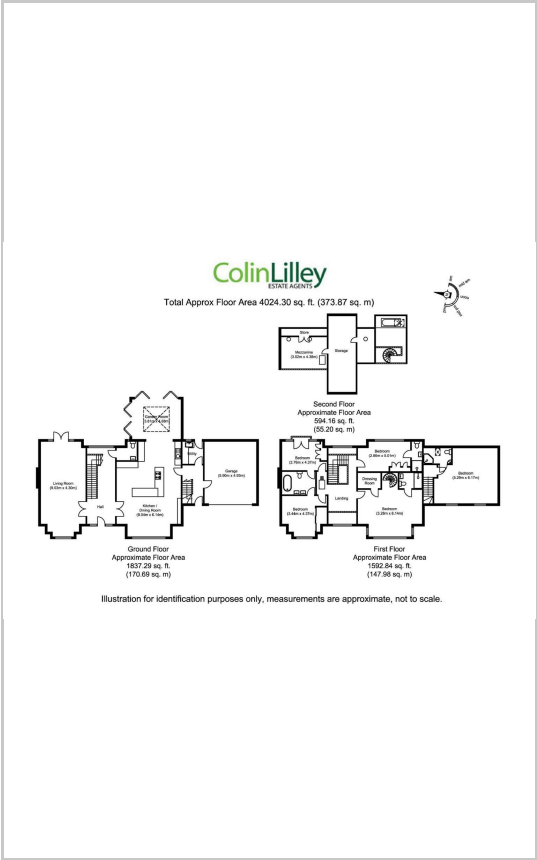 ColinLilley
ESTATE AGENTS
Total Approx Floor Area 4024.30 sq. ft. (373.87 sq. m)
Store
Mezzanine
Storage
Second Floor
Approximate Floor Area
594.16 sq. ft.
(55.20 sq. m)
Garden Room
Utility
Living Room
Hall
Kitchen /
Dining Room
Garage
Ground Floor
Approximate Floor Area
1837.29 sq. ft.
(170.69 sq. m)
Bedroom
Bedroom
Dressing
Room
Landing
Bedroom
Bedroom
Bedroom
First Floor
Approximate Floor Area
1592.84 sq. ft.
(147.98 sq. m)
Illustration for identification purposes only, measurements are approximate, not to scale.